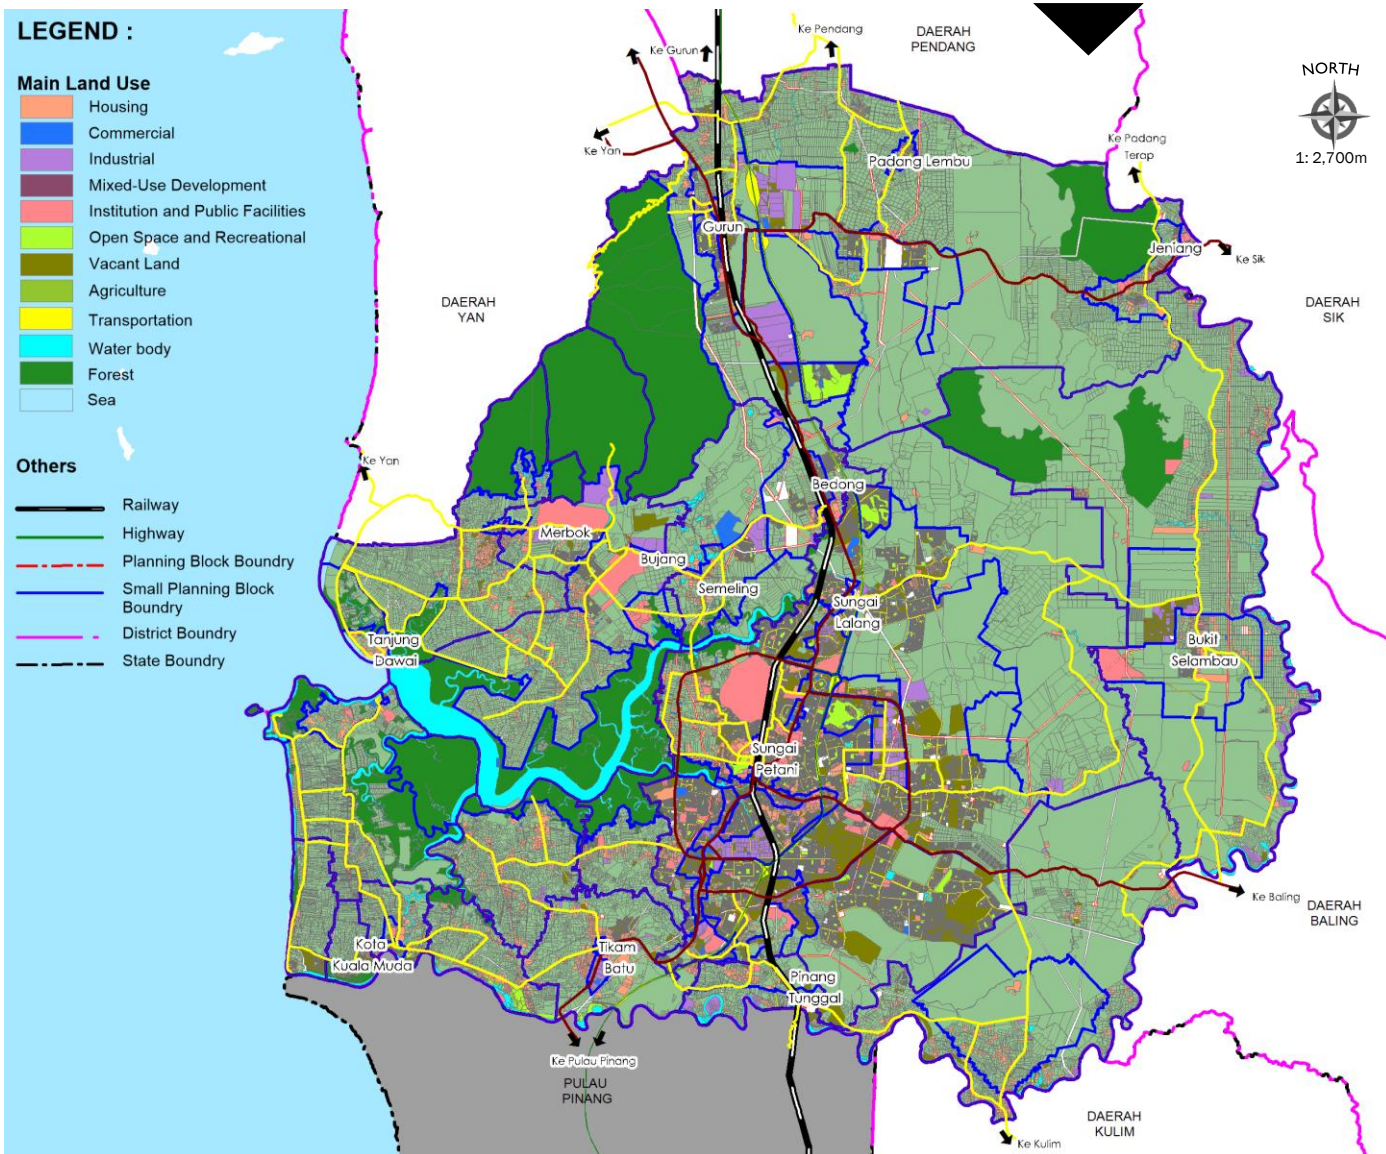 LEGEND :
Main Land Use
Housing
Commercial
Industrial
Mixed-Use Development
Institution and Public Facilities
Open Space and Recreational
Vacant Land
Agriculture
Transportation
Water body
Forest
Sea
Others
Railway
Highway
Planning Block Boundry
Small Planning Block
Boundry
District Boundry
State Boundry
Ke Pendang
DAERAH
PENDANG
Ke Gurun
NORTH
1: 2,700m
Ke Yan
Padang Lembu
Ke Padang
Terap
Gurun
Jeniang
Ke Sik
DAERAH
YAN
DAERAH
SIK
Ke Yan
Bedong
Merbok
Bujang
Semeling
Sungai
Lalang
Tanjung
Dawai
Bukit
Selambau
Sungai
Petani
Ke Baling
DAERAH
BALING
Kota
Kuala Muda
Tikam
Batu
Pinang
Tunggal
Ke Pulau Pinang
PULAU
PINANG
DAERAH
KULIM
Ke Kulim